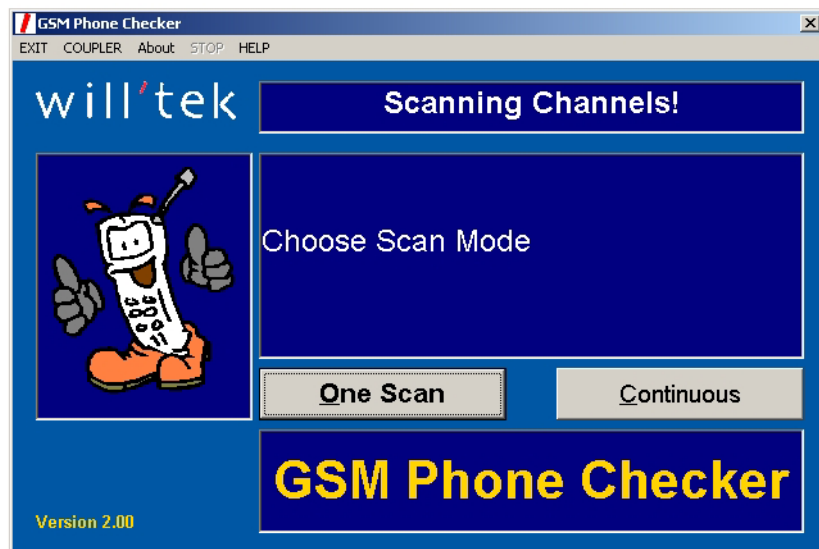 GSM Phone Checker
EXIT COUPLER About STOP HELP
will'tek
Scanning Channels!
Choose Scan Mode
One Scan
Continuous
GSM Phone Checker
Version 2.00